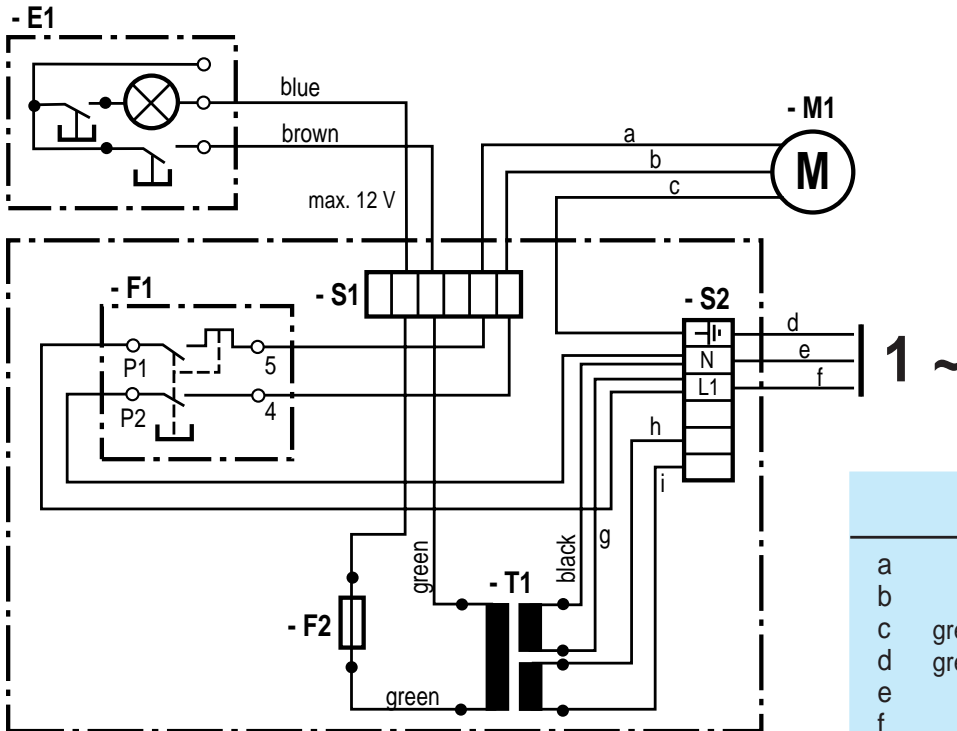 - E1
blue
brown
max. 12 V
a
b
c
- M1
M
- F1
P1
5
P2
4
- S1
- S2
N
L1
d
e
f
1 ~
h
i
g
green
black
- T1
- F2
green
a
b
c
d
e
f